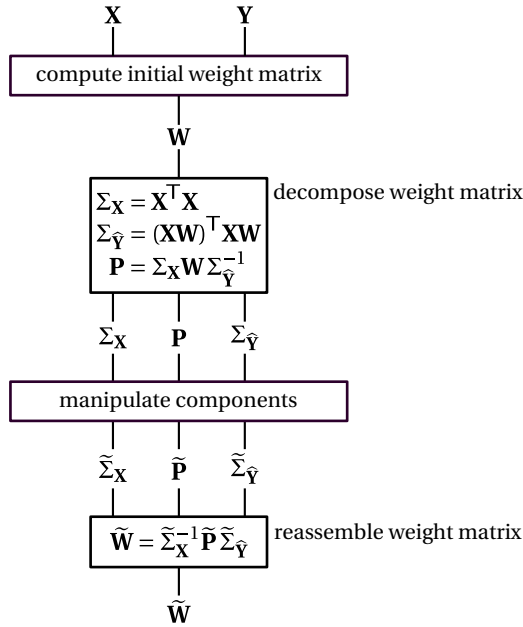 X Y
compute initial weight matrix
W
decompose weight matrix
Σ_X = X^⊤X
Σ_Ŷ = (XW)^⊤XW
P = Σ_X W Σ_Ŷ^{-1}
Σ_X P Σ_Ŷ
manipulate components
Σ̃_X P̃ Σ̃_Ŷ
W̃ = Σ̃_X^{-1} P̃ Σ̃_Ŷ
reassemble weight matrix
W̃